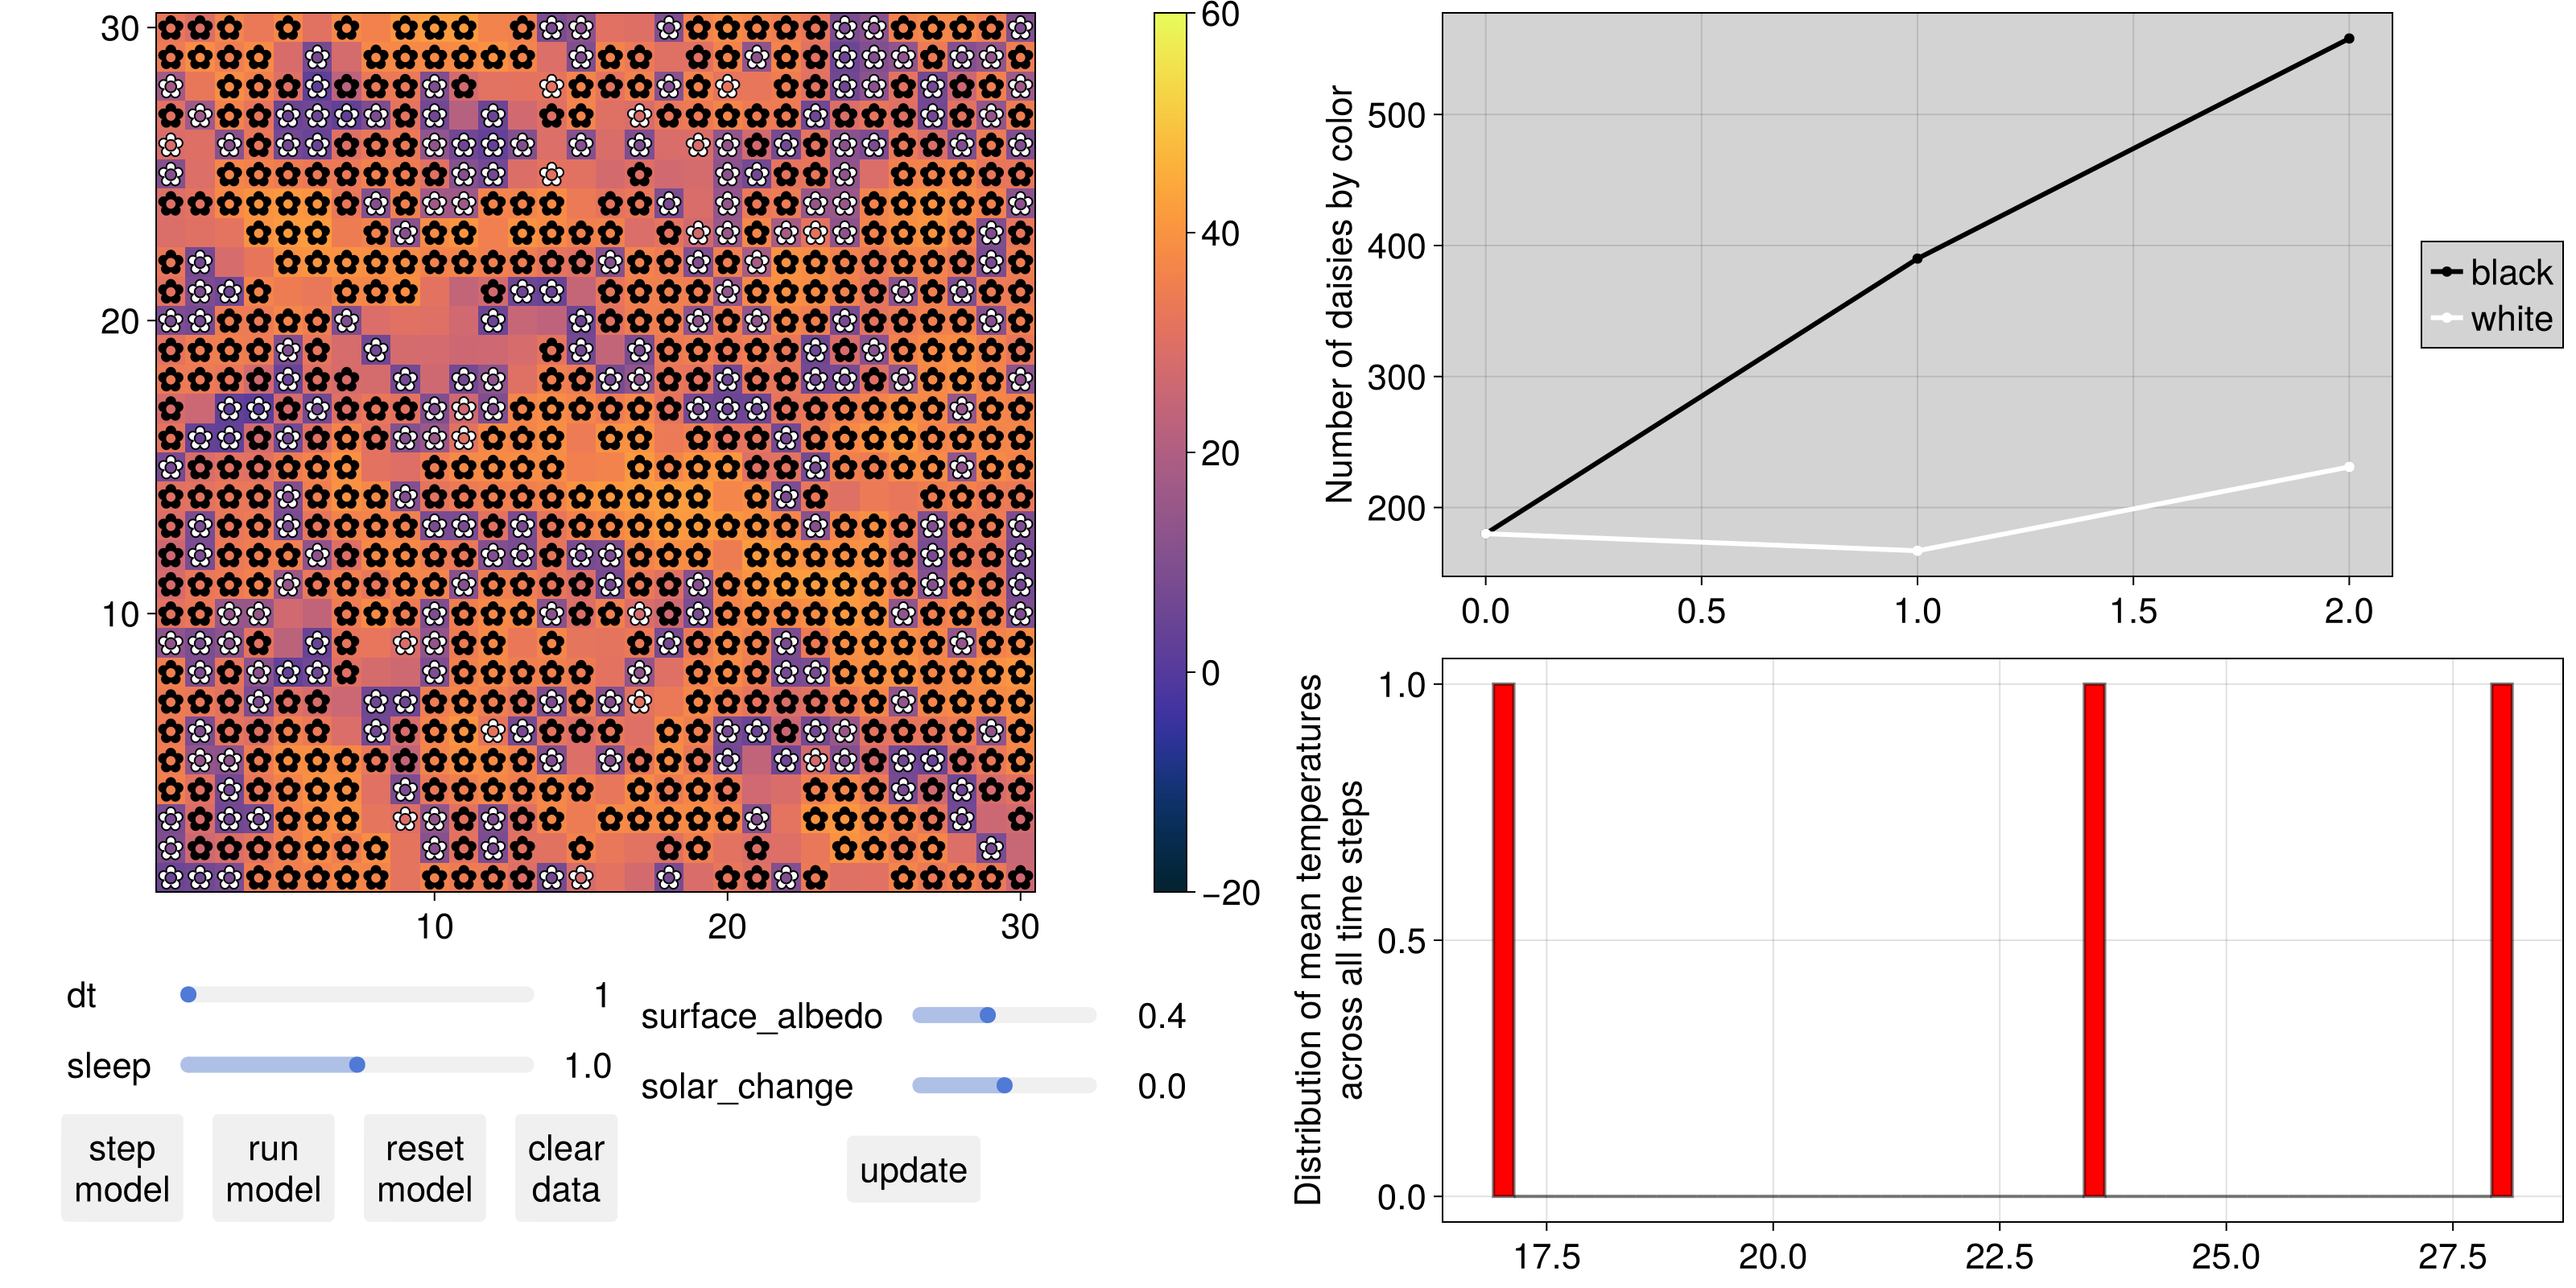 30
20
10
10
20
30
60
40
20
0
−20
Number of daisies by color
500
400
300
200
0.0
0.5
1.0
1.5
2.0
black
white
Distribution of mean temperatures
across all time steps
1.0
0.5
0.0
17.5
20.0
22.5
25.0
27.5
dt
1
sleep
1.0
surface_albedo
0.4
solar_change
0.0
step
model
run
model
reset
model
clear
data
update